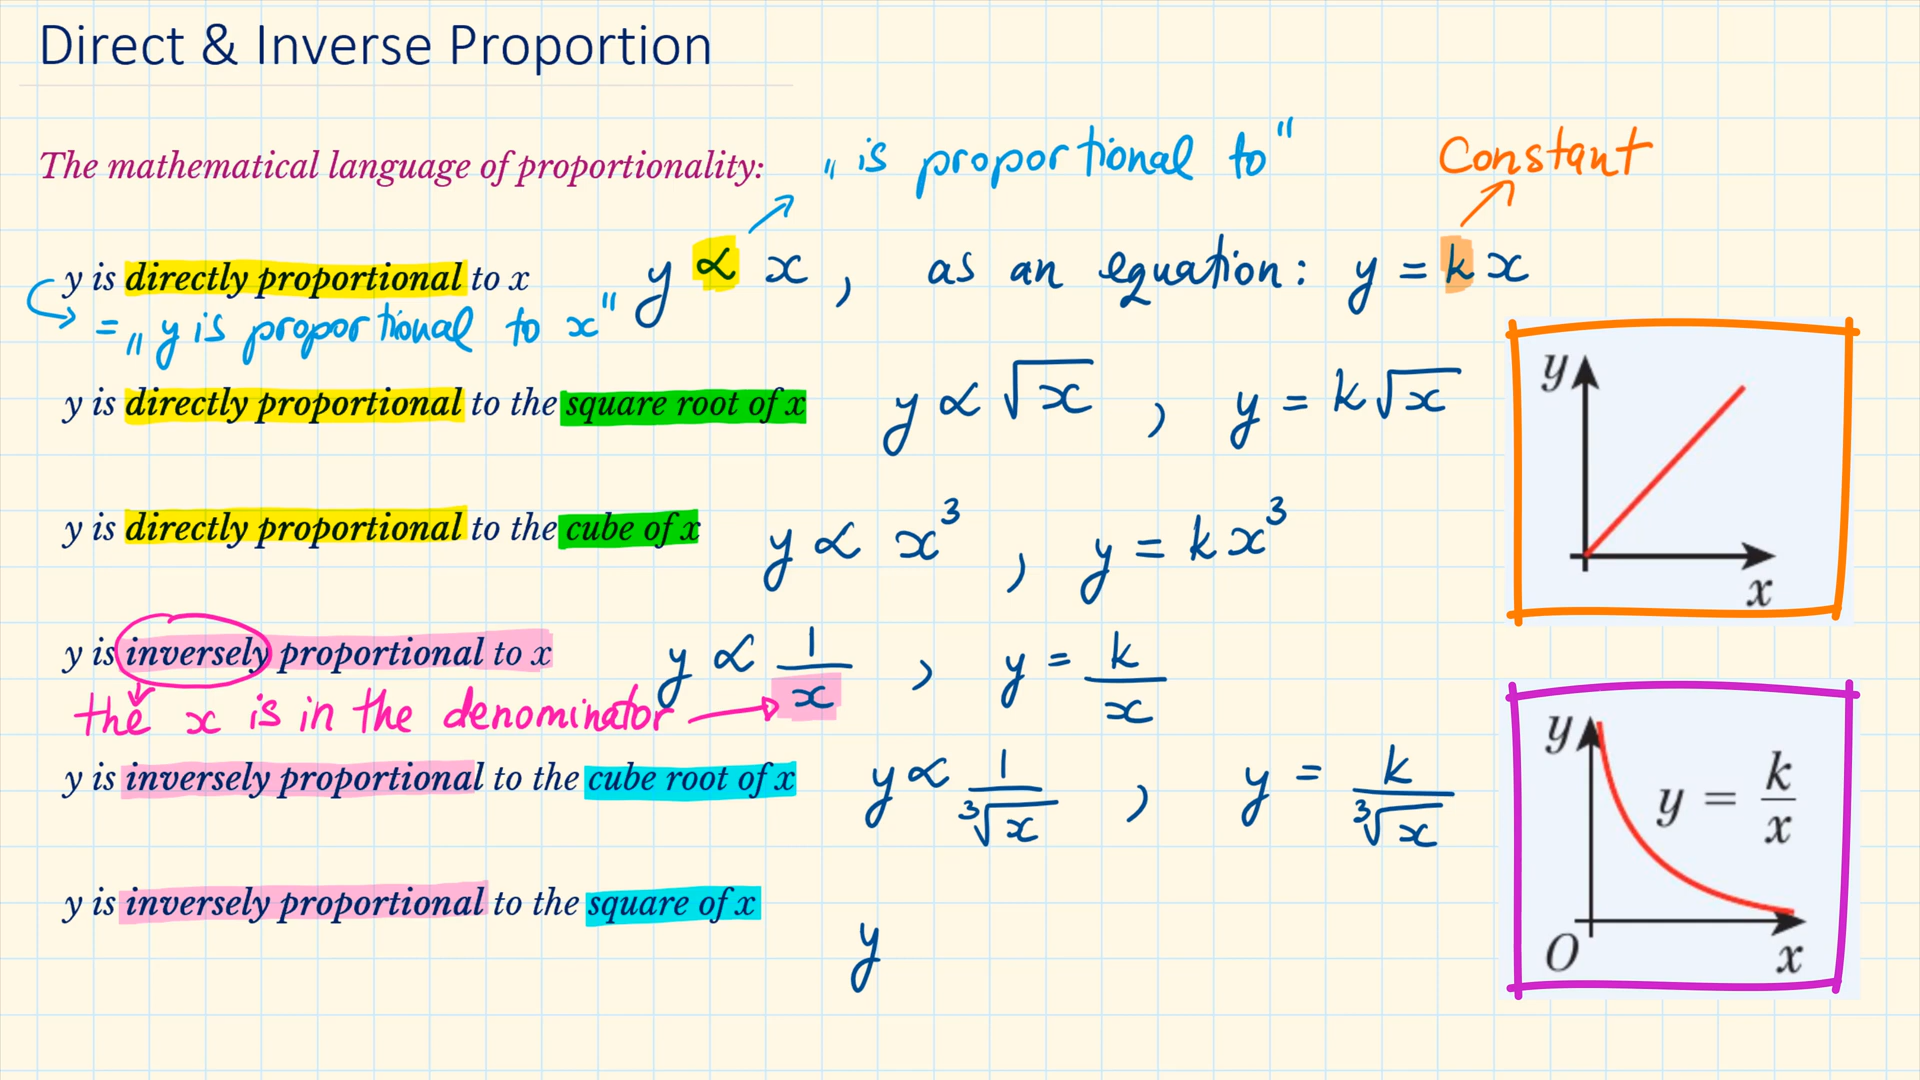 Direct & Inverse Proportion
The mathematical language of proportionality:
„ is proportional to"
Constant
y is directly proportional to x
y ∝ x , as an equation: y = k x
= „ y is proportional to x"
y is directly proportional to the square root of x
y ∝ √x , y = k√x
y is directly proportional to the cube of x
y ∝ x³ , y = k x³
y is inversely proportional to x
y ∝ 1/x , y = k/x
the x is in the denominator
y is inversely proportional to the cube root of x
y ∝ 1/∛x , y = k/∛x
y is inversely proportional to the square of x
y
y
x
y
y = k/x
O
x